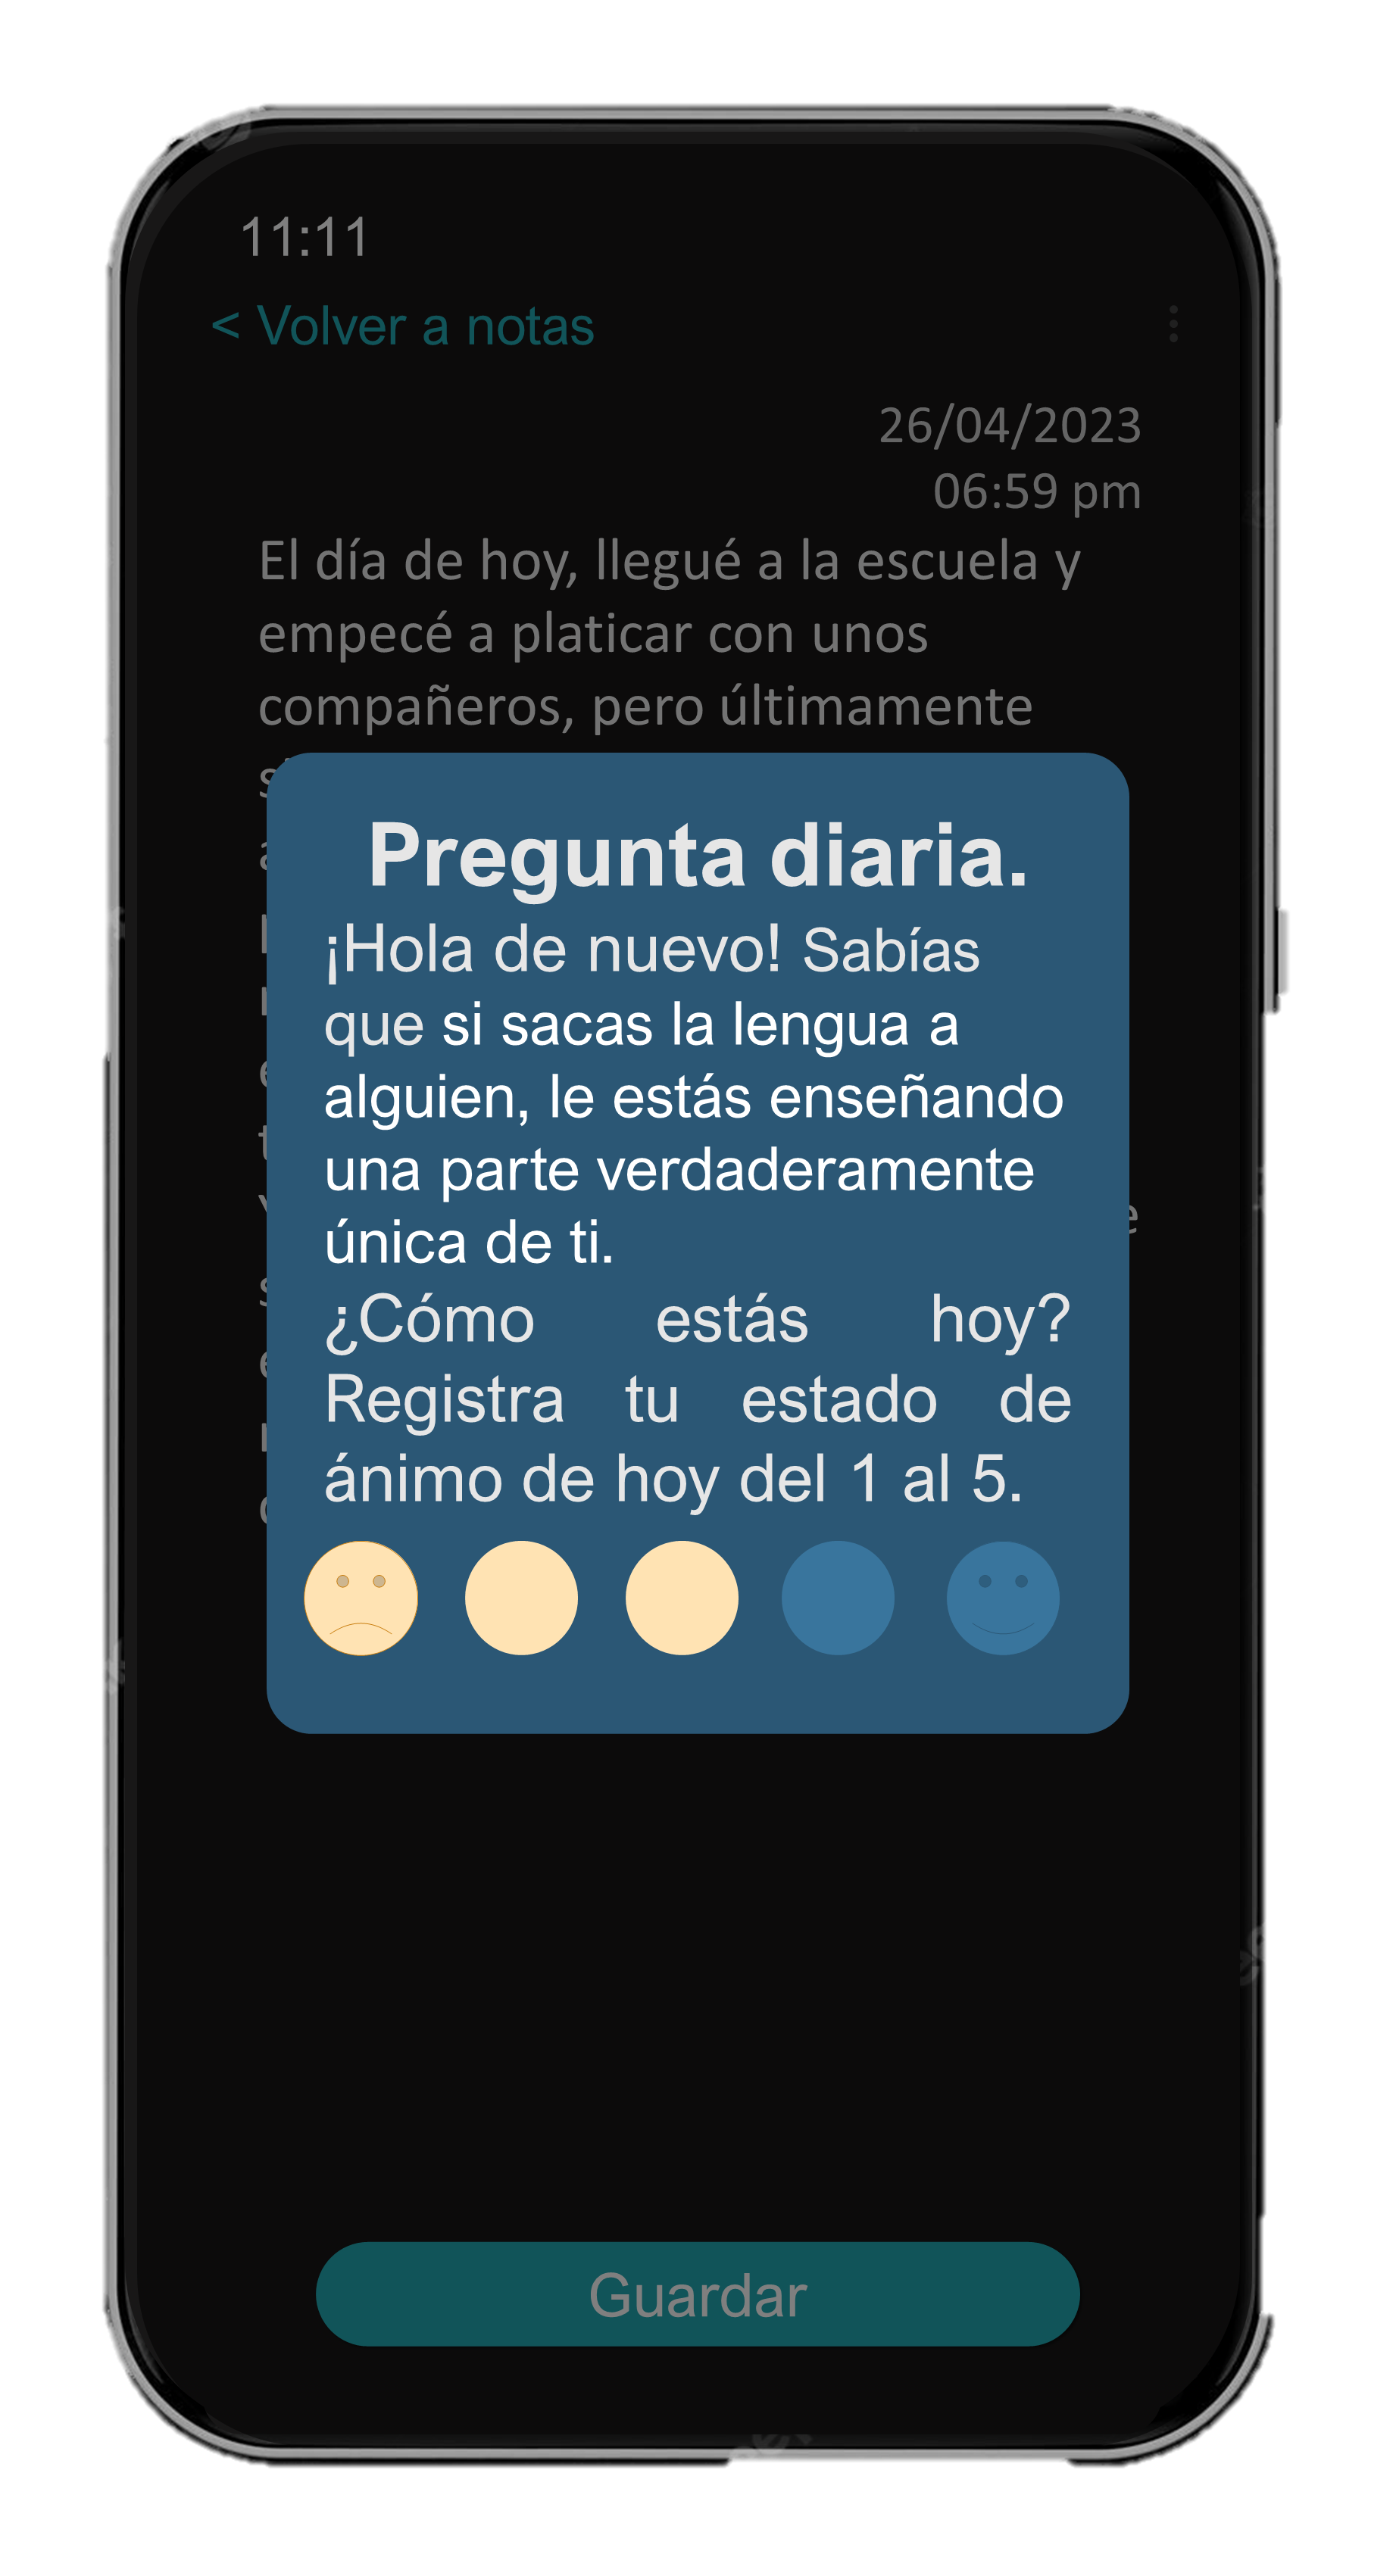 11:11
< Volver a notas
26/04/2023
06:59 pm
El día de hoy, llegué a la escuela y
empecé a platicar con unos
compañeros, pero últimamente
Pregunta diaria.
¡Hola de nuevo! Sabías
que si sacas la lengua a
alguien, le estás enseñando
una parte verdaderamente
única de ti.
¿Cómo estás hoy?
Registra tu estado de
ánimo de hoy del 1 al 5.
Guardar